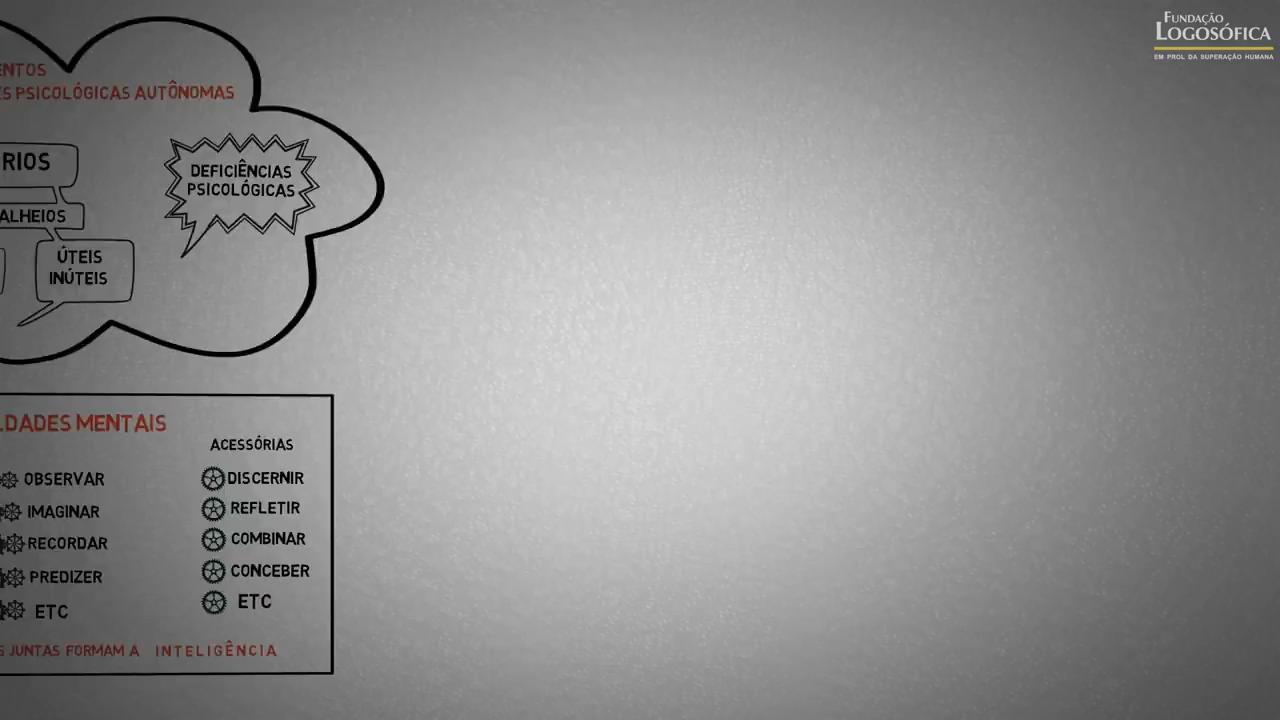 FUNDAÇÃO
LOGOSÓFICA
EM PROL DA SUPERAÇÃO HUMANA
ENTOS
ES PSICOLÓGICAS AUTÔNOMAS
RIOS
ALHEIOS
ÚTEIS
INÚTEIS
DEFICIÊNCIAS
PSICOLÓGICAS
LDADES MENTAIS
OBSERVAR
IMAGINAR
RECORDAR
PREDIZER
ETC
ACESSÓRIAS
DISCERNIR
REFLETIR
COMBINAR
CONCEBER
ETC
S JUNTAS FORMAM A INTELIGÊNCIA